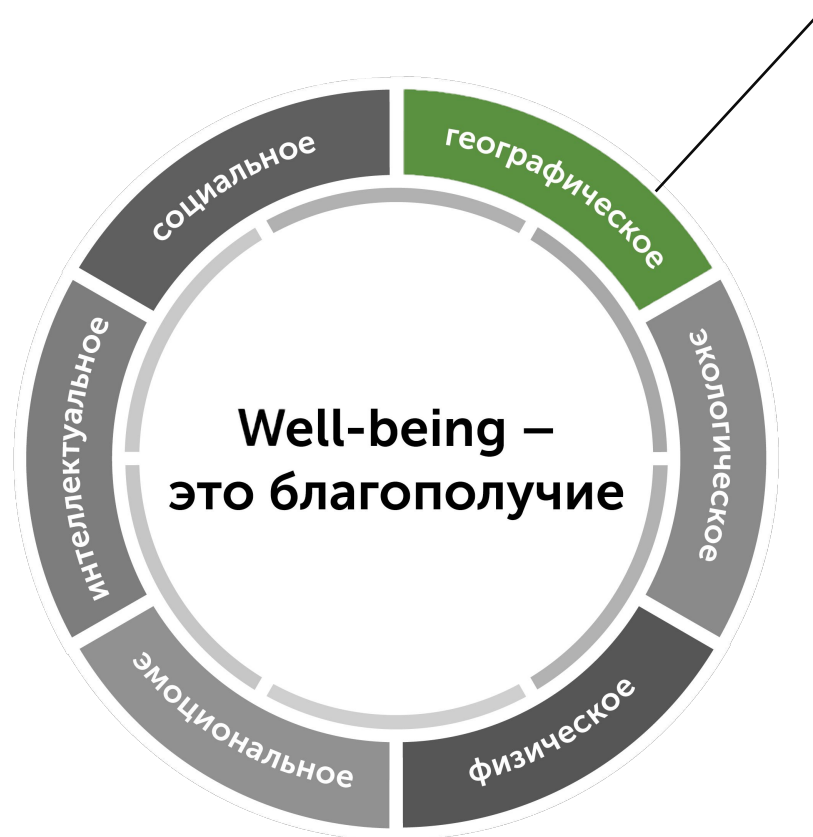 географическое
экологическое
физическое
эмоциональное
интеллектуальное
социальное
Well-being –
это благополучие